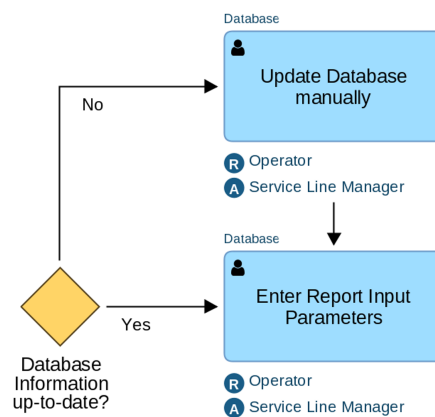 Database
Update Database
manually
No
R Operator
A Service Line Manager
Database
Enter Report Input
Parameters
Yes
Database
Information
up-to-date?
R Operator
A Service Line Manager